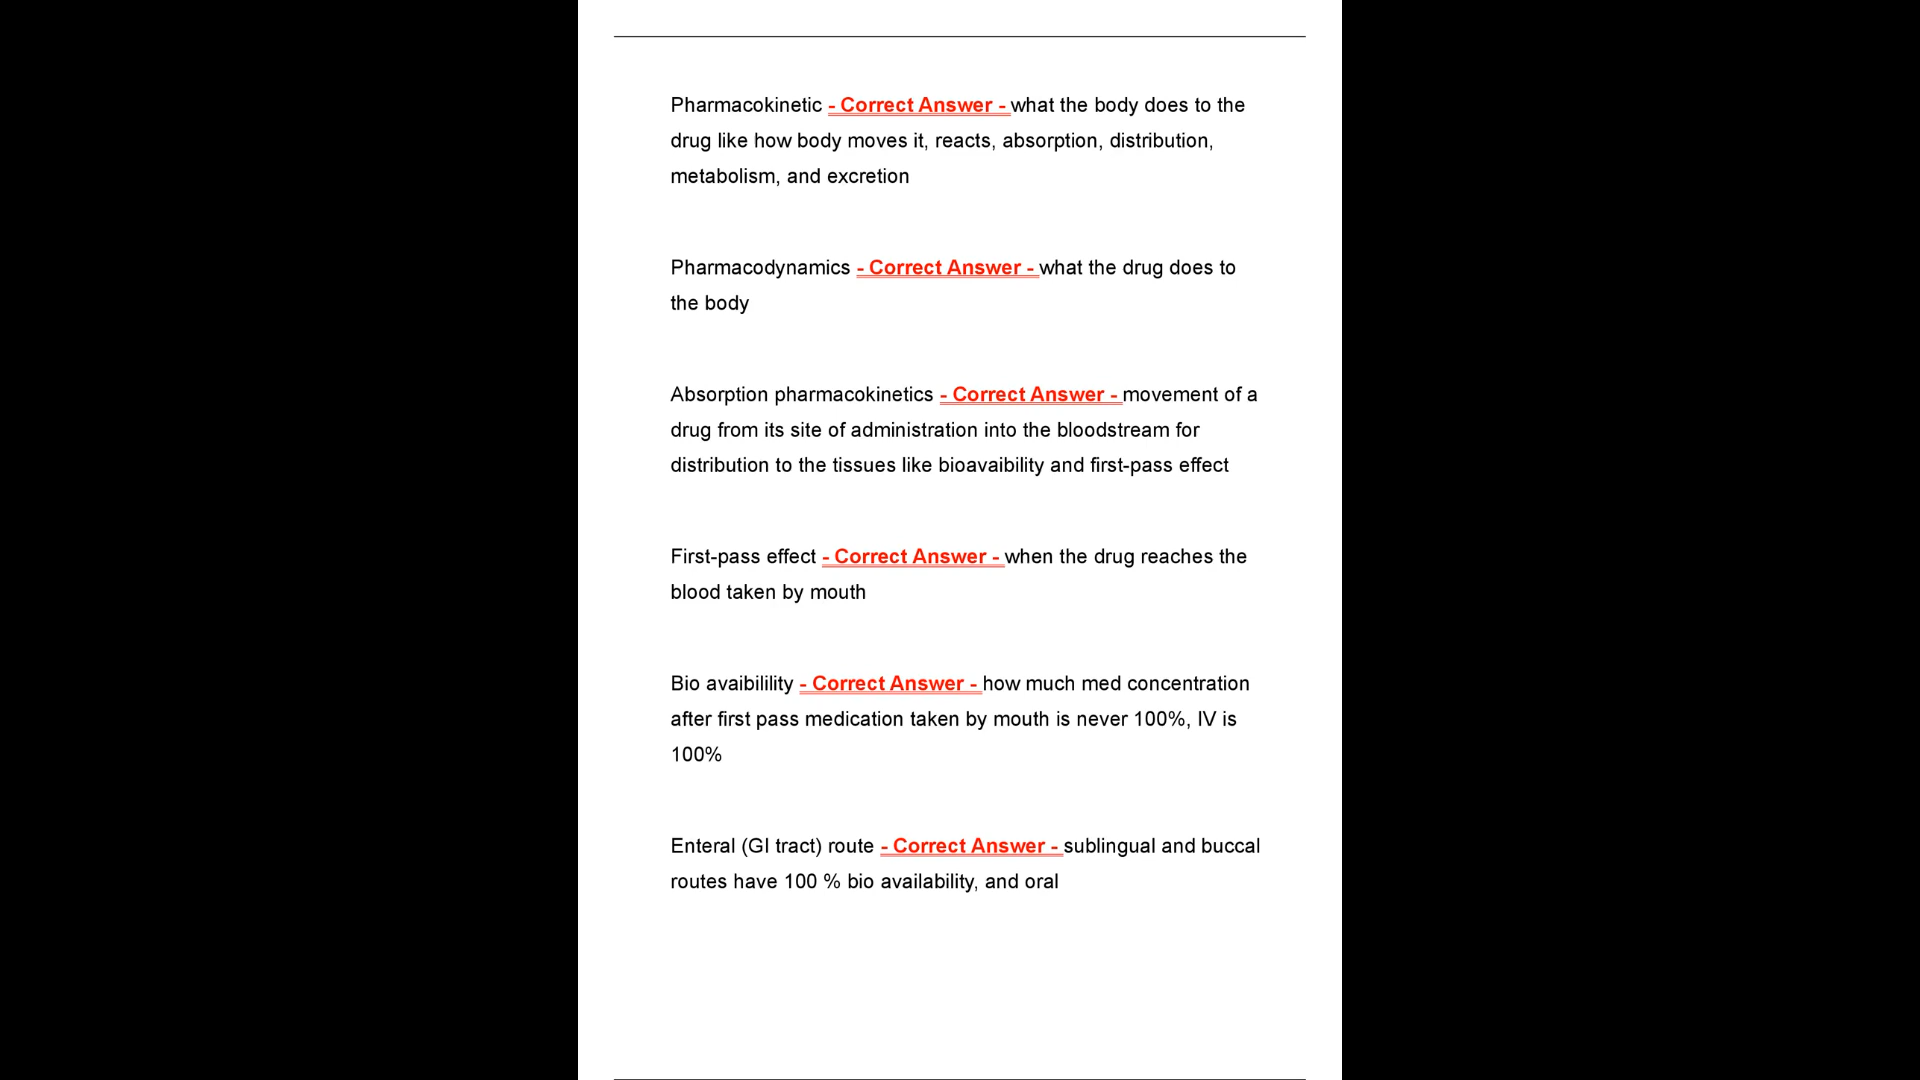 Pharmacokinetic - Correct Answer - what the body does to the
drug like how body moves it, reacts, absorption, distribution,
metabolism, and excretion
Pharmacodynamics - Correct Answer - what the drug does to
the body
Absorption pharmacokinetics - Correct Answer - movement of a
drug from its site of administration into the bloodstream for
distribution to the tissues like bioavaibility and first-pass effect
First-pass effect - Correct Answer - when the drug reaches the
blood taken by mouth
Bio avaibilility - Correct Answer - how much med concentration
after first pass medication taken by mouth is never 100%, IV is
100%
Enteral (GI tract) route - Correct Answer - sublingual and buccal
routes have 100 % bio availability, and oral